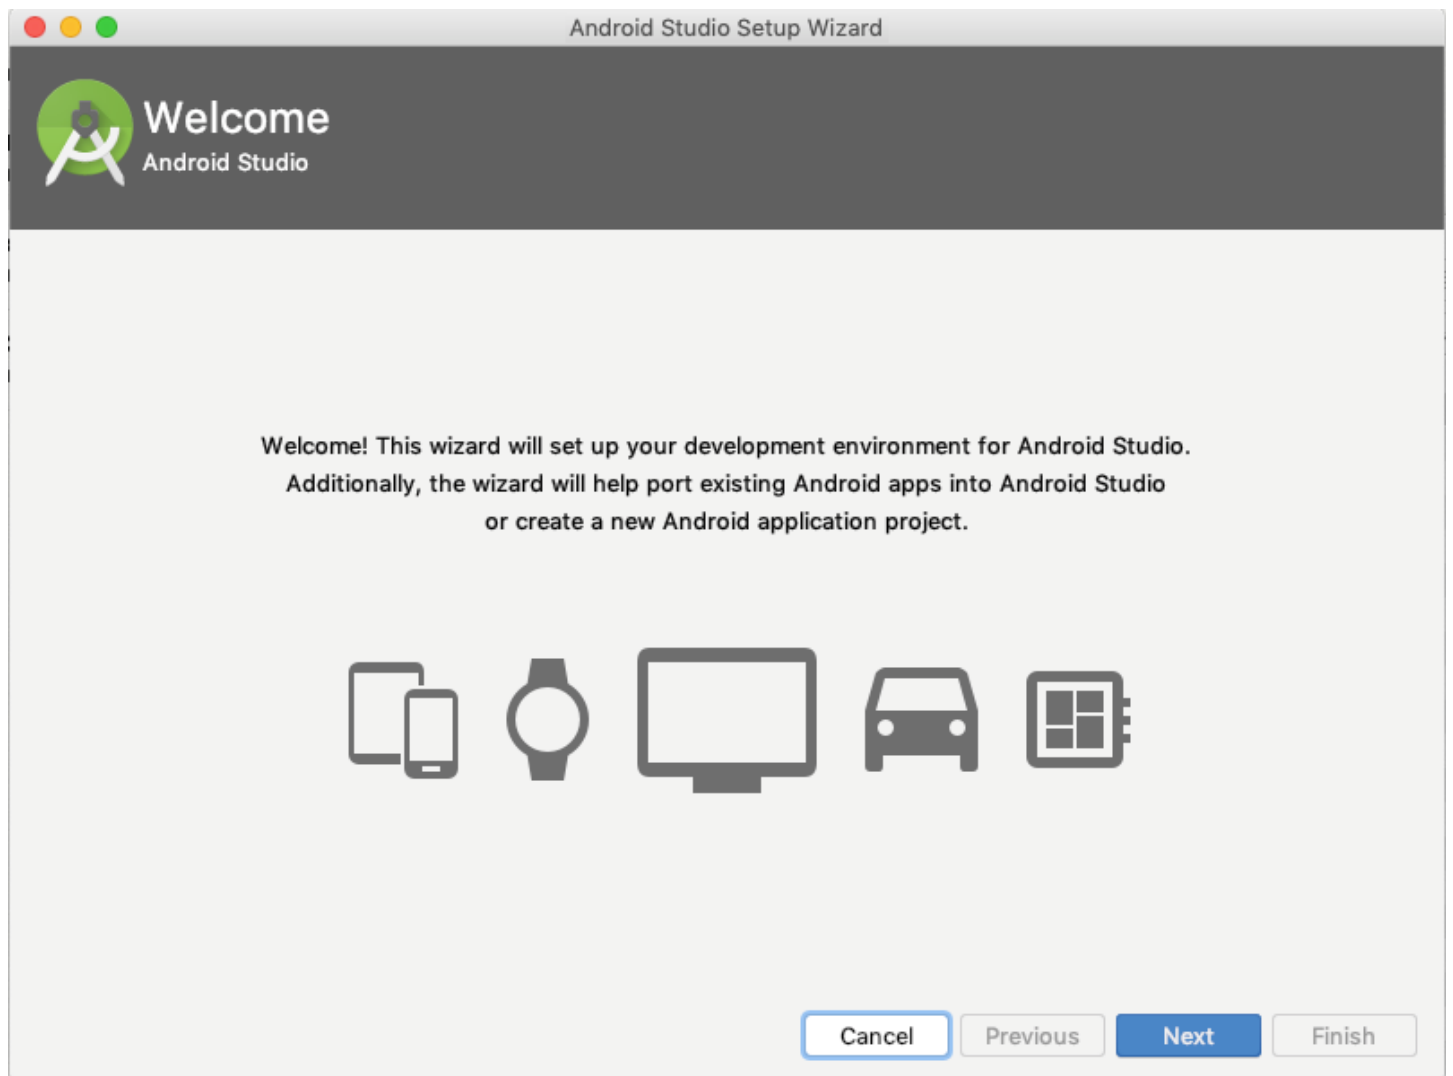 Android Studio Setup Wizard
Welcome
Android Studio
Welcome! This wizard will set up your development environment for Android Studio.
Additionally, the wizard will help port existing Android apps into Android Studio
or create a new Android application project.
Cancel
Previous
Next
Finish